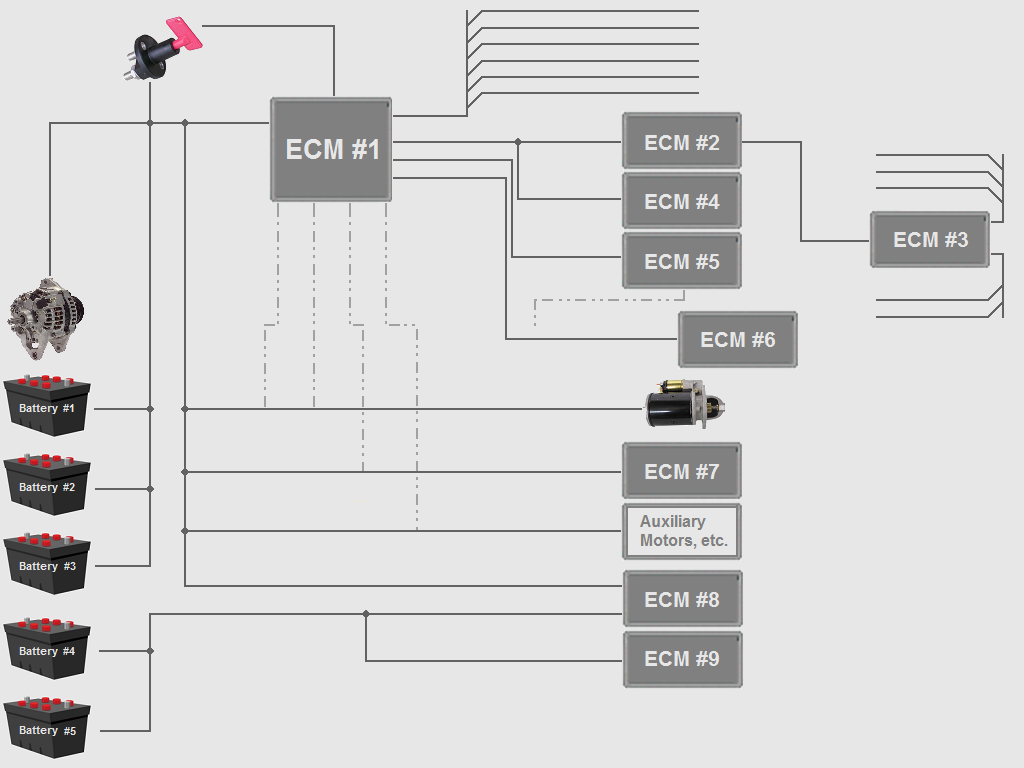 ECM #1
ECM #2
ECM #4
ECM #3
ECM #5
ECM #6
Battery #1
ECM #7
Battery #2
Auxiliary
Motors, etc.
Battery #3
ECM #8
Battery #4
ECM #9
Battery #5